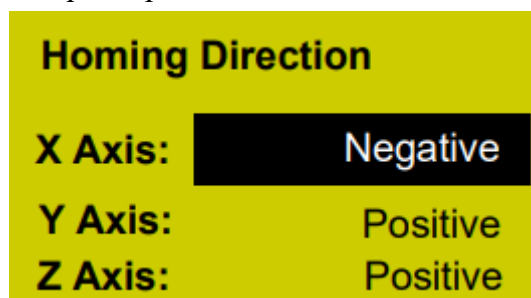 Homing Direction
X Axis: Negative
Y Axis: Positive
Z Axis: Positive